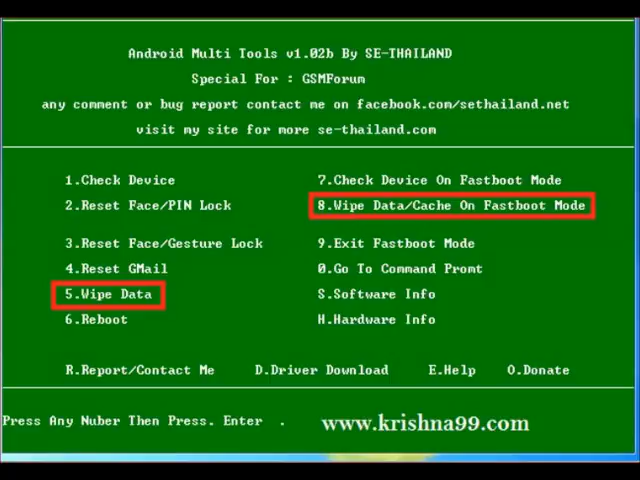 Android Multi Tools v1.02b By SE-THAILAND
Special For : GSMForum
any comment or bug report contact me on facebook.com/sethailand.net
visit my site for more se-thailand.com
1.Check Device
7.Check Device On Fastboot Mode
2.Reset Face/PIN Lock
8.Wipe Data/Cache On Fastboot Mode
3.Reset Face/Gesture Lock
9.Exit Fastboot Mode
4.Reset GMail
0.Go To Command Promt
5.Wipe Data
S.Software Info
6.Reboot
H.Hardware Info
R.Report/Contact Me D.Driver Download E.Help O.Donate
Press Any Nuber Then Press. Enter .
www.krishna99.com